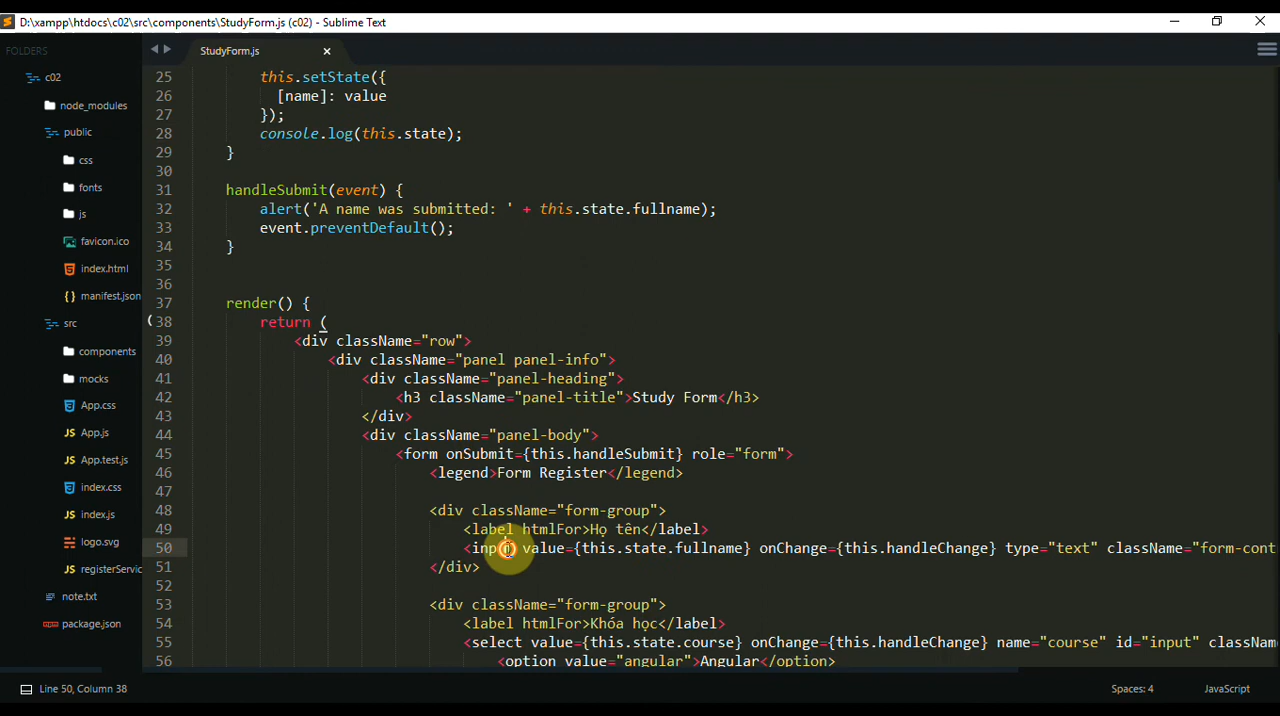 D:\xampp\htdocs\c02\src\components\StudyForm.js (c02) - Sublime Text
FOLDERS
c02
node_modules
public
css
fonts
js
favicon.ico
index.html
{} manifest.json
src
components
mocks
App.css
JS App.js
JS App.test.js
index.css
JS index.js
logo.svg
JS registerServic
note.txt
package.json
StudyForm.js
25 this.setState({
26 [name]: value
27 });
28 console.log(this.state);
29 }
30
31 handleSubmit(event) {
32 alert('A name was submitted: ' + this.state.fullname);
33 event.preventDefault();
34 }
35
36
37 render() {
38 return (
39 <div className="row">
40 <div className="panel panel-info">
41 <div className="panel-heading">
42 <h3 className="panel-title">Study Form</h3>
43 </div>
44 <div className="panel-body">
45 <form onSubmit={this.handleSubmit} role="form">
46 <legend>Form Register</legend>
47
48 <div className="form-group">
49 <label htmlFor>Họ tên</label>
50 <input value={this.state.fullname} onChange={this.handleChange} type="text" className="form-cont
51 </div>
52
53 <div className="form-group">
54 <label htmlFor>Khóa học</label>
55 <select value={this.state.course} onChange={this.handleChange} name="course" id="input" className
56 <option value="angular">Angular</option>
Line 50, Column 38
Spaces: 4
JavaScript